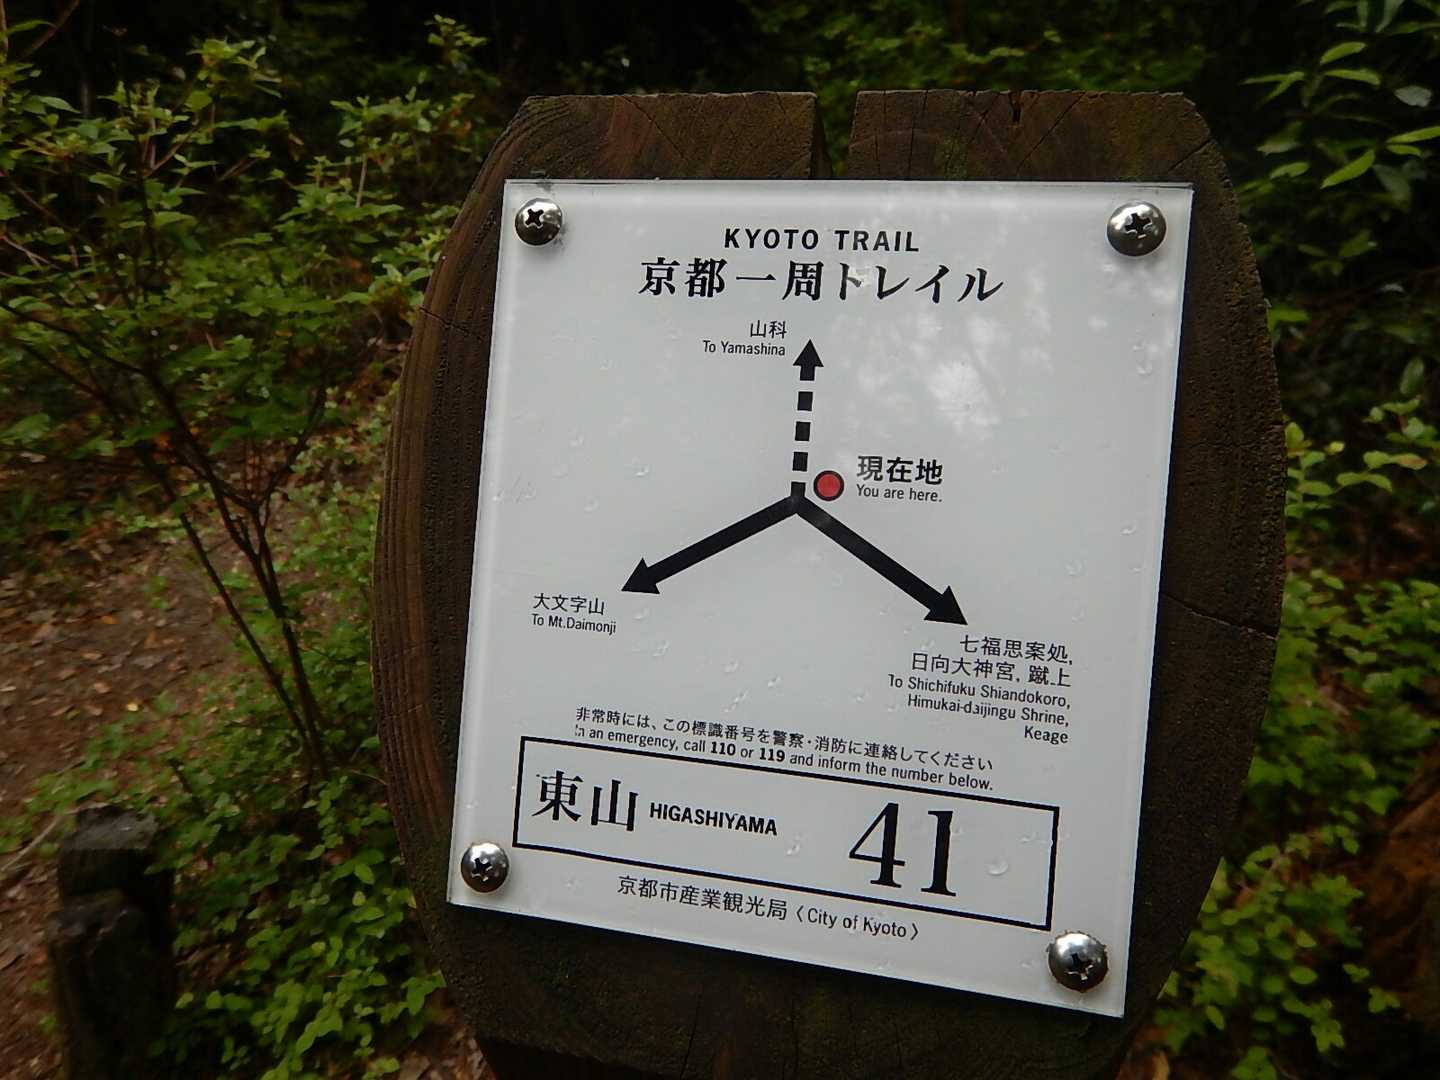 KYOTO TRAIL
京都一周トレイル
山科
To Yamashina
現在地
You are here.
大文字山
To Mt.Daimonji
七福思案処,
日向大神宮, 蹴上
To Shichifuku Shiandokoro,
Himukai-daijingu Shrine,
Keage
非常時には、この標識番号を警察・消防に連絡してください
In an emergency, call 110 or 119 and inform the number below.
東山 HIGASHIYAMA 41
京都市産業観光局〈City of Kyoto〉